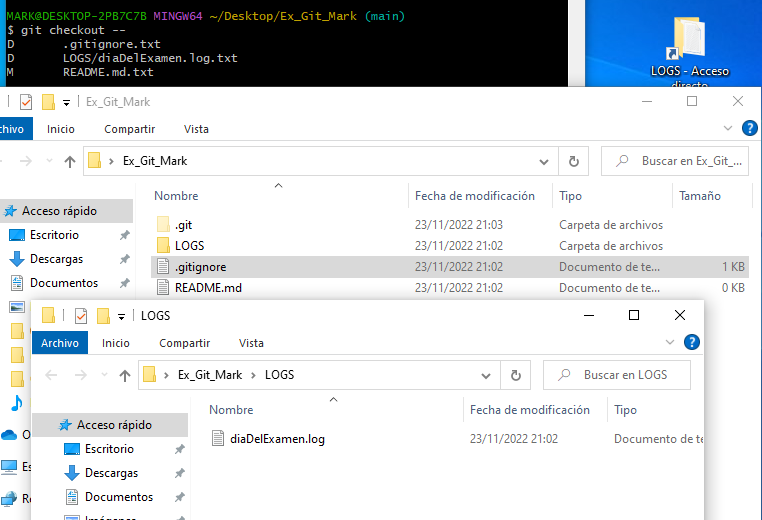 MARK@DESKTOP-2PB7C7B MINGW64 ~/Desktop/Ex_Git_Mark (main)
$ git checkout --
D .gitignore.txt
D LOGS/diaDelExamen.log.txt
M README.md.txt
LOGS - Acceso
directo
Ex_Git_Mark
Archivo Inicio Compartir Vista
Ex_Git_Mark Buscar en Ex_Git_...
Nombre Fecha de modificación Tipo Tamaño
Acceso rápido
.git 23/11/2022 21:03 Carpeta de archivos
Escritorio
LOGS 23/11/2022 21:02 Carpeta de archivos
Descargas
.gitignore 23/11/2022 21:02 Documento de te... 1 KB
Documentos
README.md 23/11/2022 21:02 Documento de te... 0 KB
LOGS
Archivo Inicio Compartir Vista
Ex_Git_Mark LOGS Buscar en LOGS
Nombre Fecha de modificación Tipo
Acceso rápido
diaDelExamen.log 23/11/2022 21:02 Documento de te
Escritorio
Descargas
Documentos
Imágenes